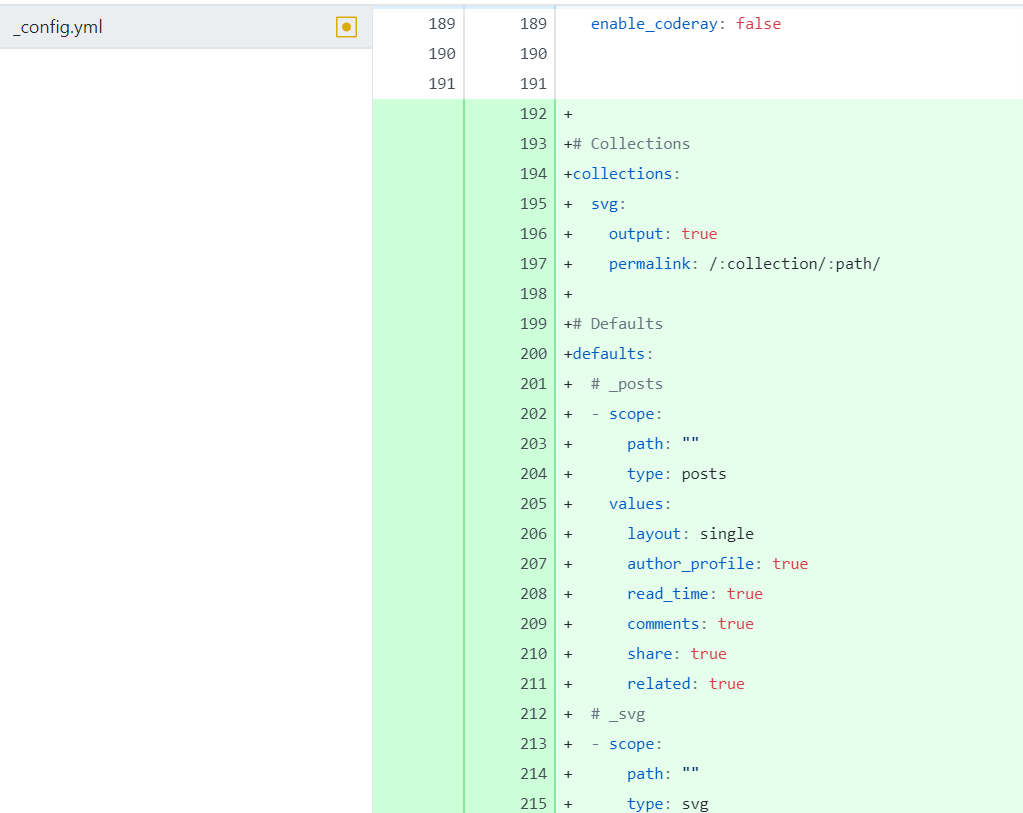 _config.yml
189 189 enable_coderay: false
190 190
191 191
192 +
193 +# Collections
194 +collections:
195 +  svg:
196 +    output: true
197 +    permalink: /:collection/:path/
198 +
199 +# Defaults
200 +defaults:
201 +  # _posts
202 +  - scope:
203 +      path: ""
204 +      type: posts
205 +    values:
206 +      layout: single
207 +      author_profile: true
208 +      read_time: true
209 +      comments: true
210 +      share: true
211 +      related: true
212 +  # _svg
213 +  - scope:
214 +      path: ""
215 +      type: svg